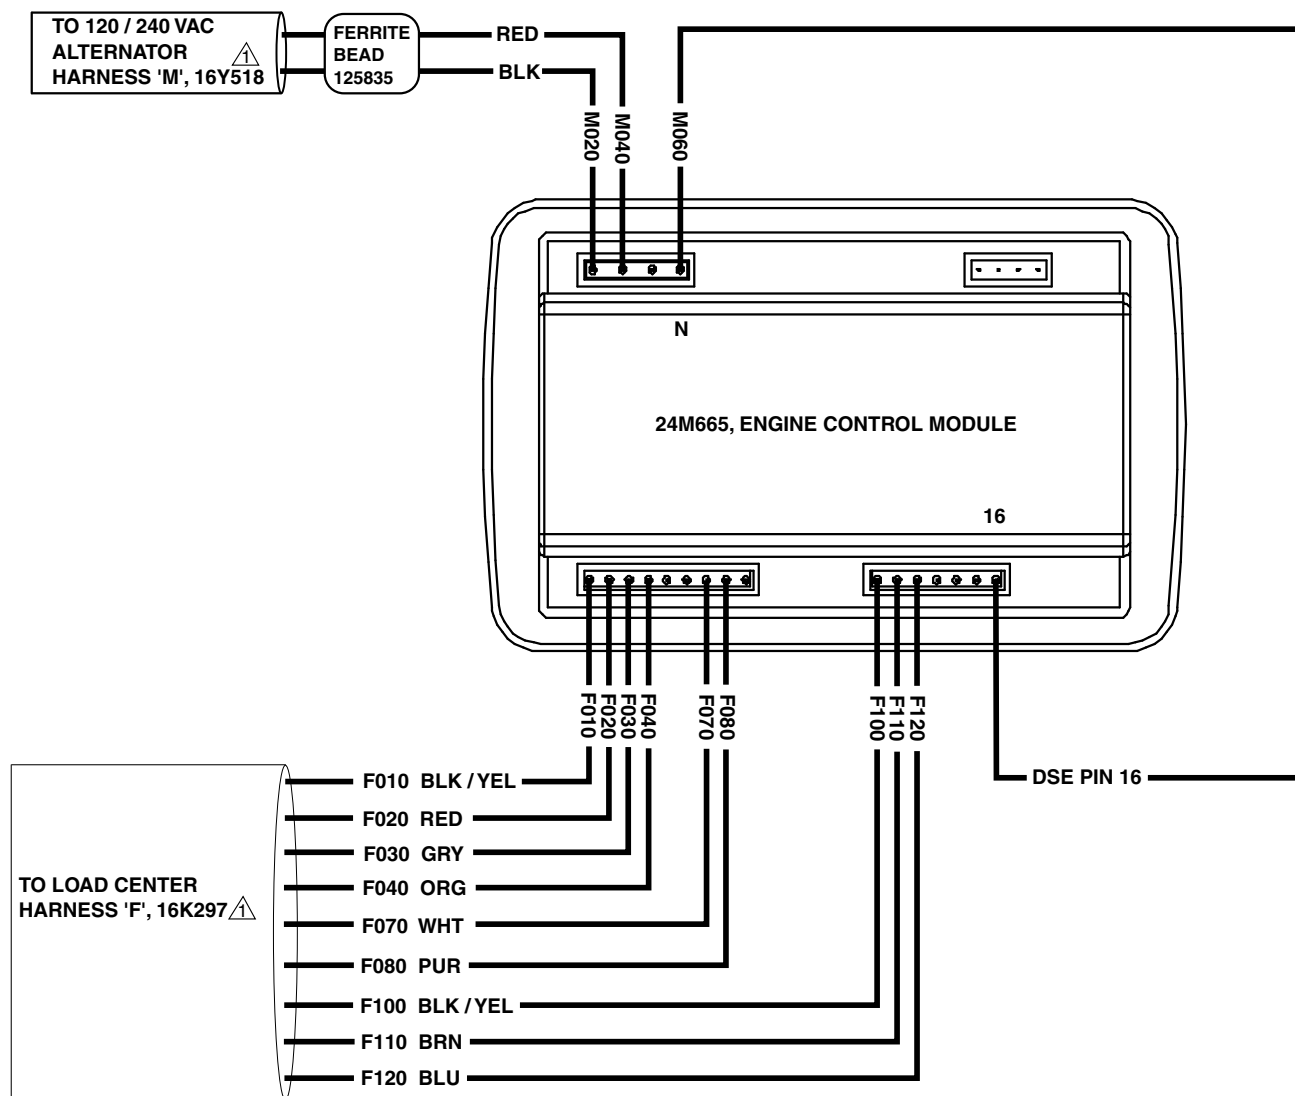 TO 120 / 240 VAC
ALTERNATOR
HARNESS 'M', 16Y518
1
FERRITE
BEAD
125835
RED
BLK
M020
M040
M060
N
24M665, ENGINE CONTROL MODULE
16
F010
F020
F030
F040
F070
F080
F100
F110
F120
DSE PIN 16
TO LOAD CENTER
HARNESS 'F', 16K297
1
F010 BLK / YEL
F020 RED
F030 GRY
F040 ORG
F070 WHT
F080 PUR
F100 BLK / YEL
F110 BRN
F120 BLU